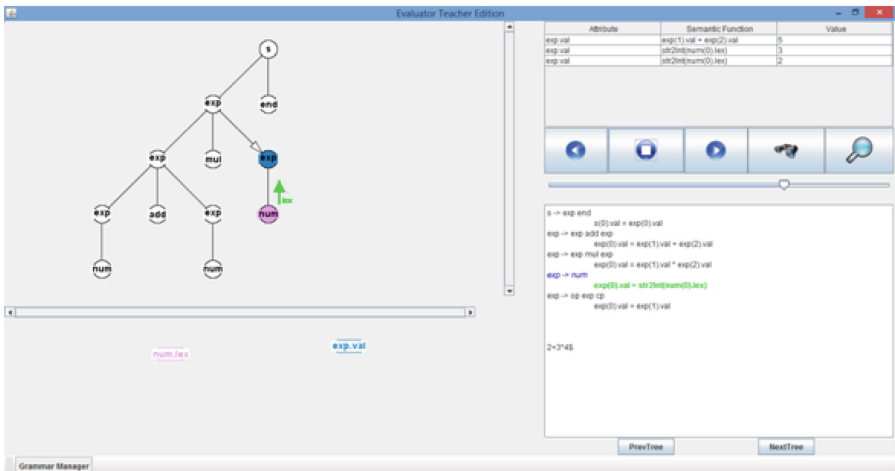 Evaluator Teacher Edition
Attribute Semantic Function Value
exp.val exp(1).val + exp(2).val 5
exp.val str2Int(num(0).lex) 3
exp.val str2Int(num(0).lex) 2
s
exp end
exp mul exp
lex
exp add exp num
num num
s -> exp end
s(0).val = exp(0).val
exp -> exp add exp
exp(0).val = exp(1).val + exp(2).val
exp -> exp mul exp
exp(0).val = exp(1).val * exp(2).val
exp -> num
exp(0).val = str2Int(num(0).lex)
exp -> op exp cp
exp(0).val = exp(1).val
2+3*4$
num.lex exp.val
PrevTree NextTree
Grammar Manager